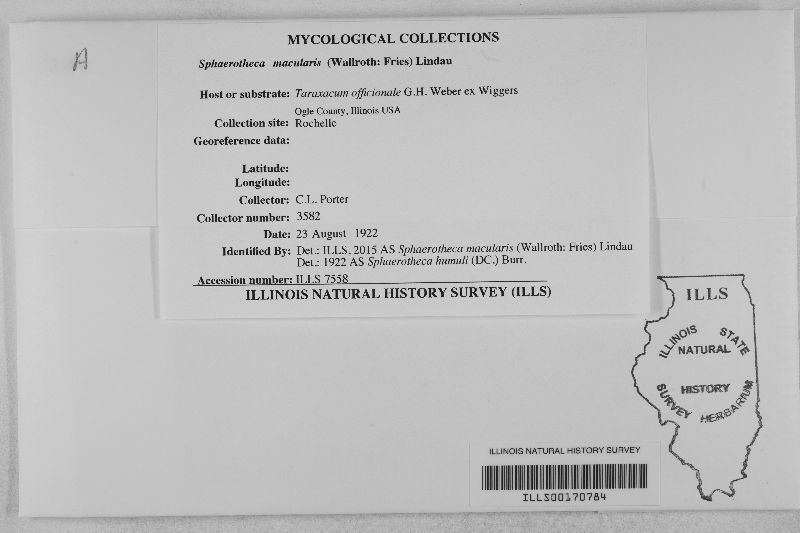 A
MYCOLOGICAL COLLECTIONS
Sphaerotheca macularis (Wallroth: Fries) Lindau
Host or substrate: Taraxacum officionale G.H. Weber ex Wiggers
Ogle County, Illinois USA
Collection site: Rochelle
Georeference data:
Latitude:
Longitude:
Collector: C.L. Porter
Collector number: 3582
Date: 23 August 1922
Identified By: Det.: ILLS, 2015 AS Sphaerotheca macularis (Wallroth: Fries) Lindau
Det.: 1922 AS Sphaerotheca humuli (DC.) Burr.
Accession number: ILLS 7558
ILLINOIS NATURAL HISTORY SURVEY (ILLS)
ILLS
ILLINOIS STATE
NATURAL
HISTORY
SURVEY HERBARIUM
ILLINOIS NATURAL HISTORY SURVEY
ILLS00170784